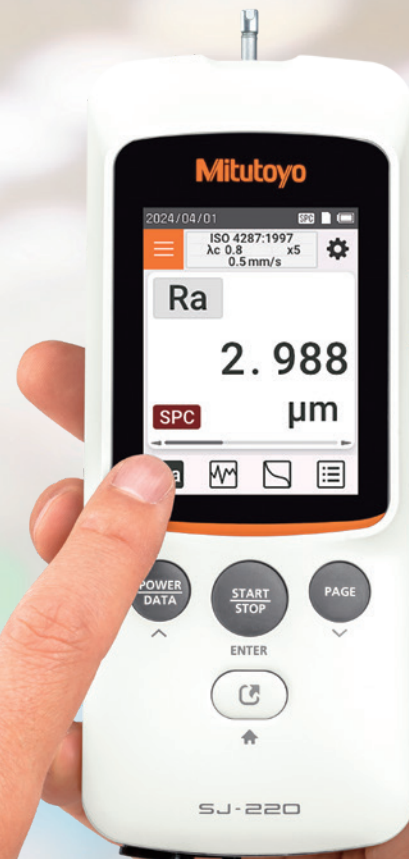 Mitutoyo
2024/04/01 SPC
ISO 4287:1997
λc 0.8 x5
0.5 mm/s
Ra
2.988
SPC μm
POWER
DATA
START
STOP
PAGE
ENTER
SJ-220